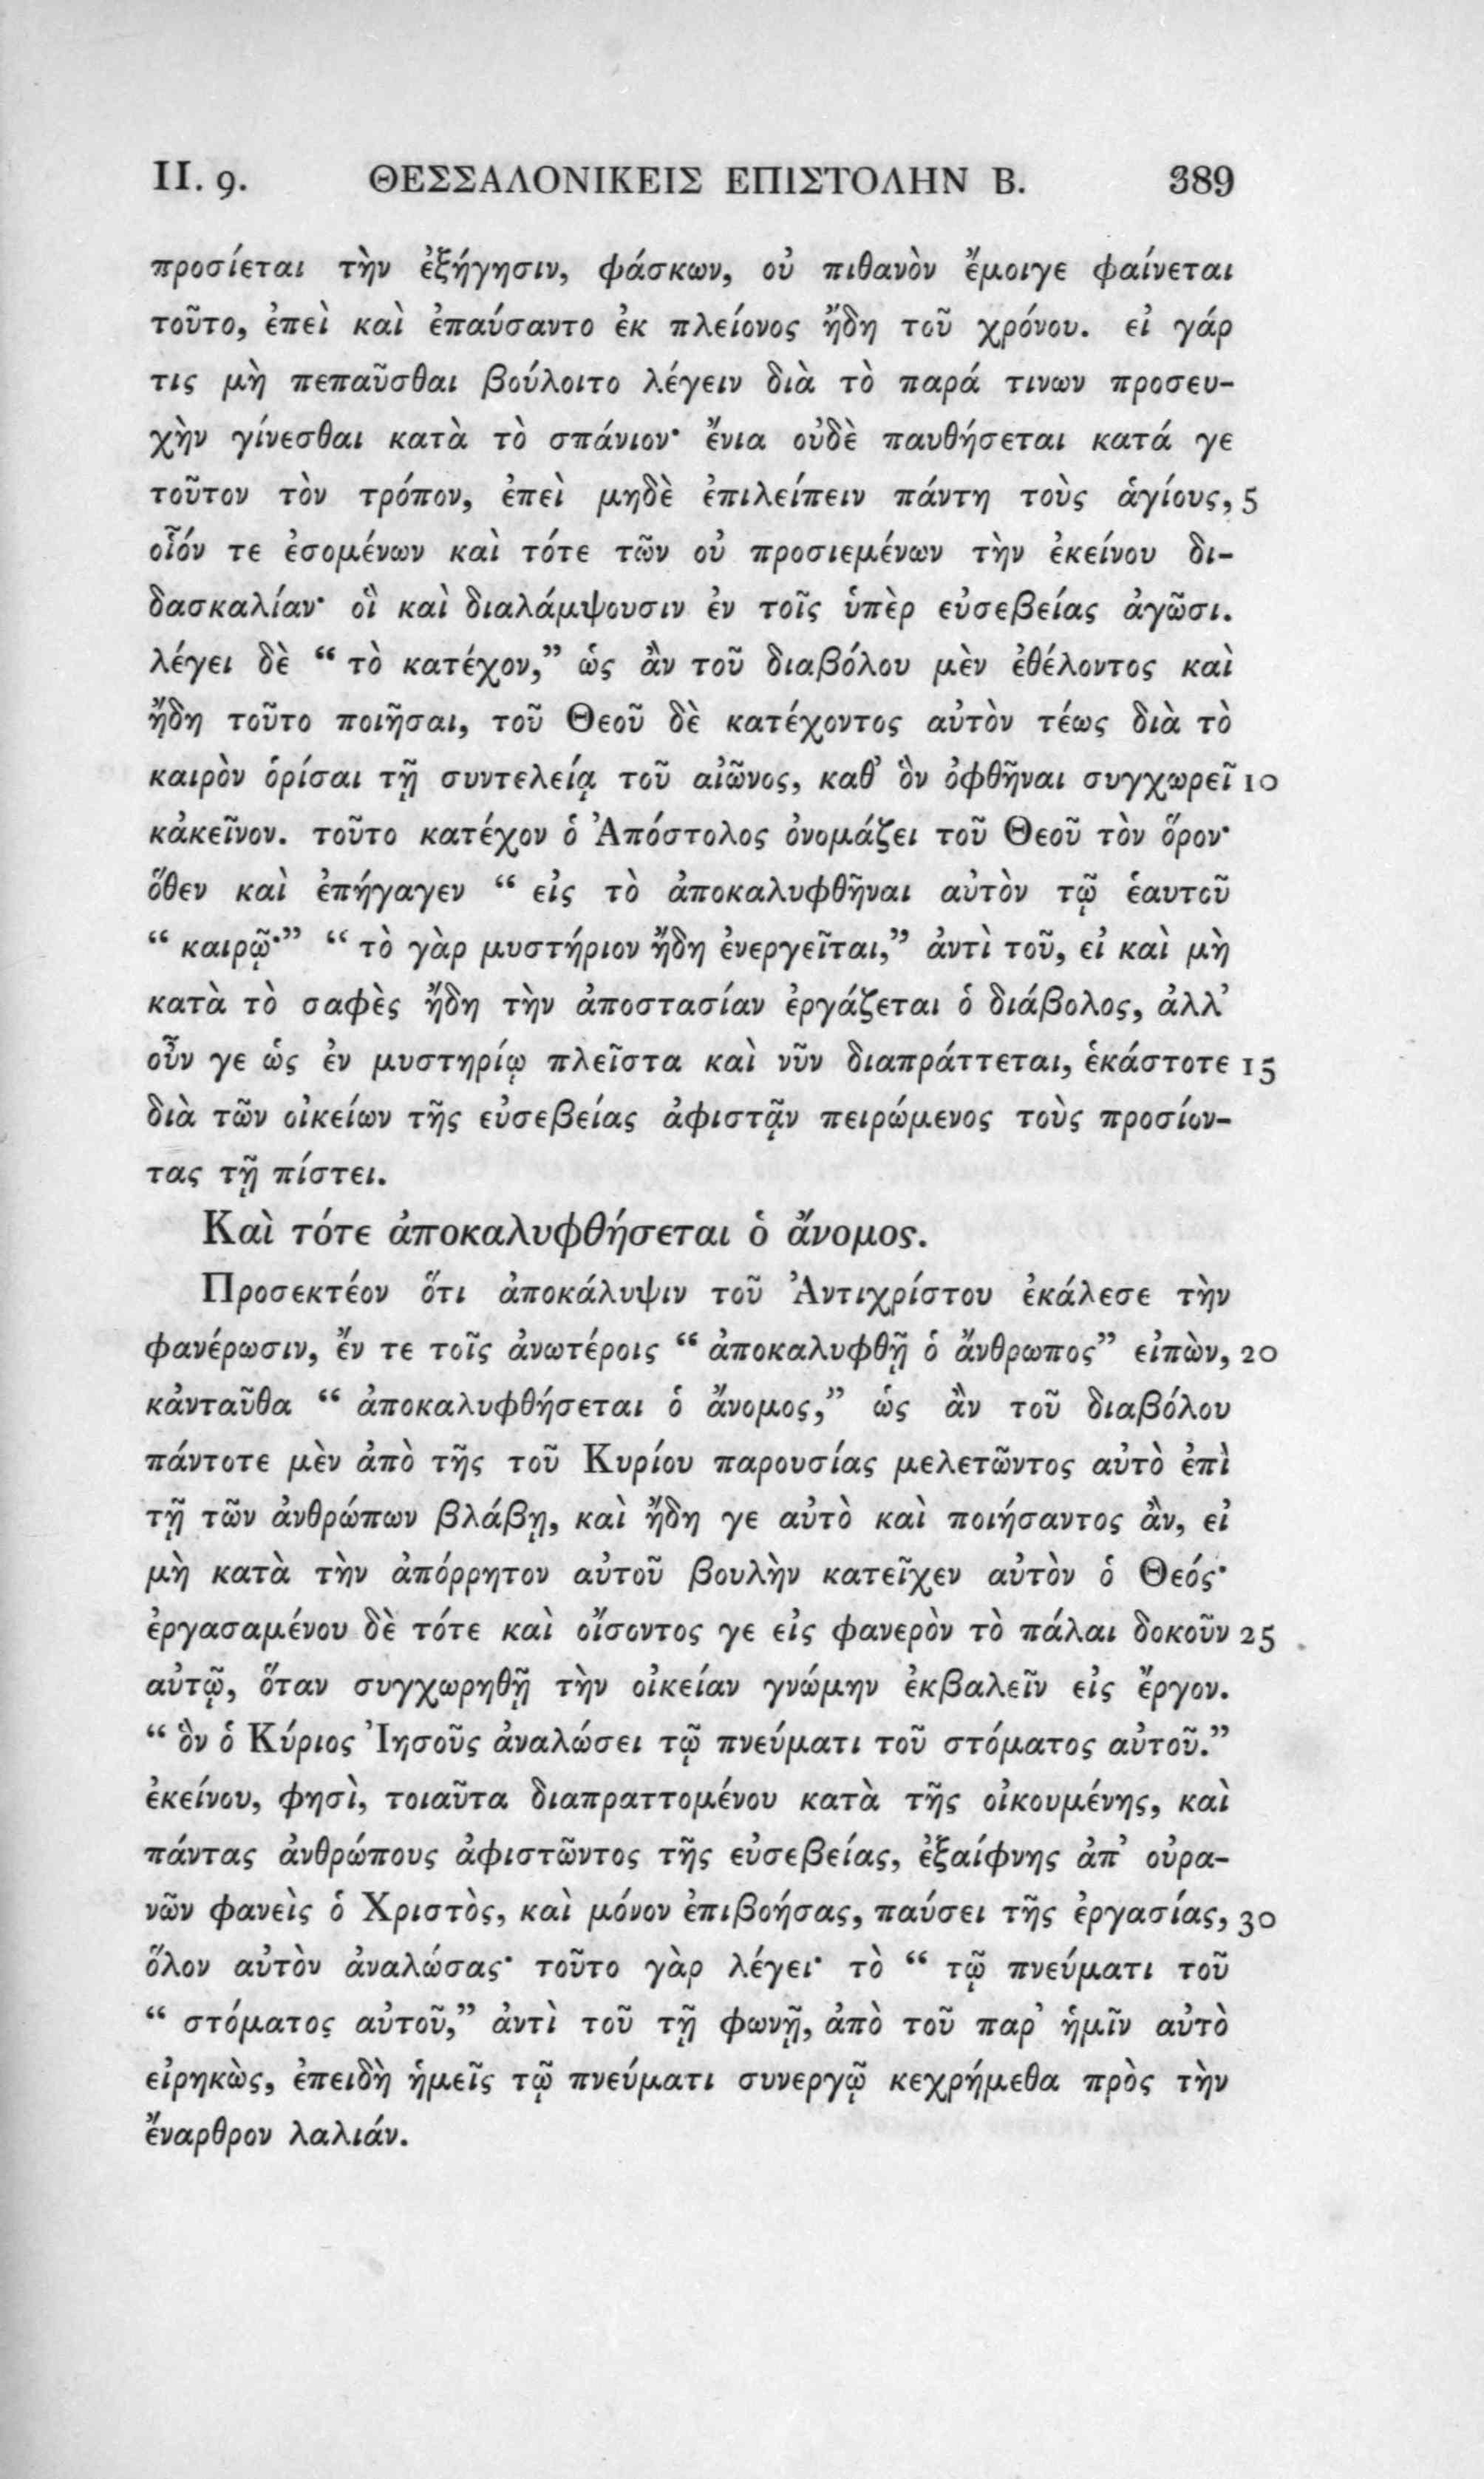 II. 9. ΘΕΣΣΑΛΟΝΙΚΕΙΣ ΕΠΙΣΤΟΛΗΝ Β. 389
προσίεται τὴν ἐξήγησιν, φάσκων, οὐ πιθανὸν ἔμοιγε φαίνεται
τοῦτο, ἐπεὶ καὶ ἐπαύσαντο ἐκ πλείονος ἤδη τοῦ χρόνου. εἰ γάρ
τις μὴ πεπαῦσθαι βούλοιτο λέγειν διὰ τὸ παρά τινων προσευ-
χὴν γίνεσθαι κατὰ τὸ σπάνιον· ἔνια οὐδὲ παυθήσεται κατά γε
τοῦτον τὸν τρόπον, ἐπεὶ μηδὲ ἐπιλείπειν πάντη τοὺς ἁγίους, 5
οἷόν τε ἐσομένων καὶ τότε τῶν οὐ προσιεμένων τὴν ἐκείνου δι-
δασκαλίαν· οἳ καὶ διαλάμψουσιν ἐν τοῖς ὑπὲρ εὐσεβείας ἀγῶσι.
λέγει δὲ “ τὸ κατέχον,” ὡς ἂν τοῦ διαβόλου μὲν ἐθέλοντος καὶ
ἤδη τοῦτο ποιῆσαι, τοῦ Θεοῦ δὲ κατέχοντος αὐτὸν τέως διὰ τὸ
καιρὸν ὁρίσαι τῇ συντελείᾳ τοῦ αἰῶνος, καθ’ ὃν ὀφθῆναι συγχωρεῖ 10
κἀκεῖνον. τοῦτο κατέχον ὁ Ἀπόστολος ὀνομάζει τοῦ Θεοῦ τὸν ὅρον·
ὅθεν καὶ ἐπήγαγεν “ εἰς τὸ ἀποκαλυφθῆναι αὐτὸν τῷ ἑαυτοῦ
“ καιρῷ·” “ τὸ γὰρ μυστήριον ἤδη ἐνεργεῖται,” ἀντὶ τοῦ, εἰ καὶ μὴ
κατὰ τὸ σαφὲς ἤδη τὴν ἀποστασίαν ἐργάζεται ὁ διάβολος, ἀλλ’
οὖν γε ὡς ἐν μυστηρίῳ πλεῖστα καὶ νῦν διαπράττεται, ἑκάστοτε 15
διὰ τῶν οἰκείων τῆς εὐσεβείας ἀφιστᾷν πειρώμενος τοὺς προσίον-
τας τῇ πίστει.
Καὶ τότε ἀποκαλυφθήσεται ὁ ἄνομος.
Προσεκτέον ὅτι ἀποκάλυψιν τοῦ Ἀντιχρίστου ἐκάλεσε τὴν
φανέρωσιν, ἔν τε τοῖς ἀνωτέροις “ ἀποκαλυφθῇ ὁ ἄνθρωπος” εἰπὼν, 20
κἀνταῦθα “ ἀποκαλυφθήσεται ὁ ἄνομος,” ὡς ἂν τοῦ διαβόλου
πάντοτε μὲν ἀπὸ τῆς τοῦ Κυρίου παρουσίας μελετῶντος αὐτὸ ἐπὶ
τῇ τῶν ἀνθρώπων βλάβῃ, καὶ ἤδη γε αὐτὸ καὶ ποιήσαντος ἂν, εἰ
μὴ κατὰ τὴν ἀπόρρητον αὐτοῦ βουλὴν κατεῖχεν αὐτὸν ὁ Θεός·
ἐργασαμένου δὲ τότε καὶ οἴσοντος γε εἰς φανερὸν τὸ πάλαι δοκοῦν 25
αὐτῷ, ὅταν συγχωρηθῇ τὴν οἰκείαν γνώμην ἐκβαλεῖν εἰς ἔργον.
“ ὃν ὁ Κύριος Ἰησοῦς ἀναλώσει τῷ πνεύματι τοῦ στόματος αὐτοῦ.”
ἐκείνου, φησὶ, τοιαῦτα διαπραττομένου κατὰ τῆς οἰκουμένης, καὶ
πάντας ἀνθρώπους ἀφιστῶντος τῆς εὐσεβείας, ἐξαίφνης ἀπ’ οὐρα-
νῶν φανεὶς ὁ Χριστὸς, καὶ μόνον ἐπιβοήσας, παύσει τῆς ἐργασίας, 30
ὅλον αὐτὸν ἀναλώσας· τοῦτο γὰρ λέγει· τὸ “ τῷ πνεύματι τοῦ
“ στόματος αὐτοῦ,” ἀντὶ τοῦ τῇ φωνῇ, ἀπὸ τοῦ παρ’ ἡμῖν αὐτὸ
εἰρηκὼς, ἐπειδὴ ἡμεῖς τῷ πνεύματι συνεργῷ κεχρήμεθα πρὸς τὴν
ἔναρθρον λαλιάν.